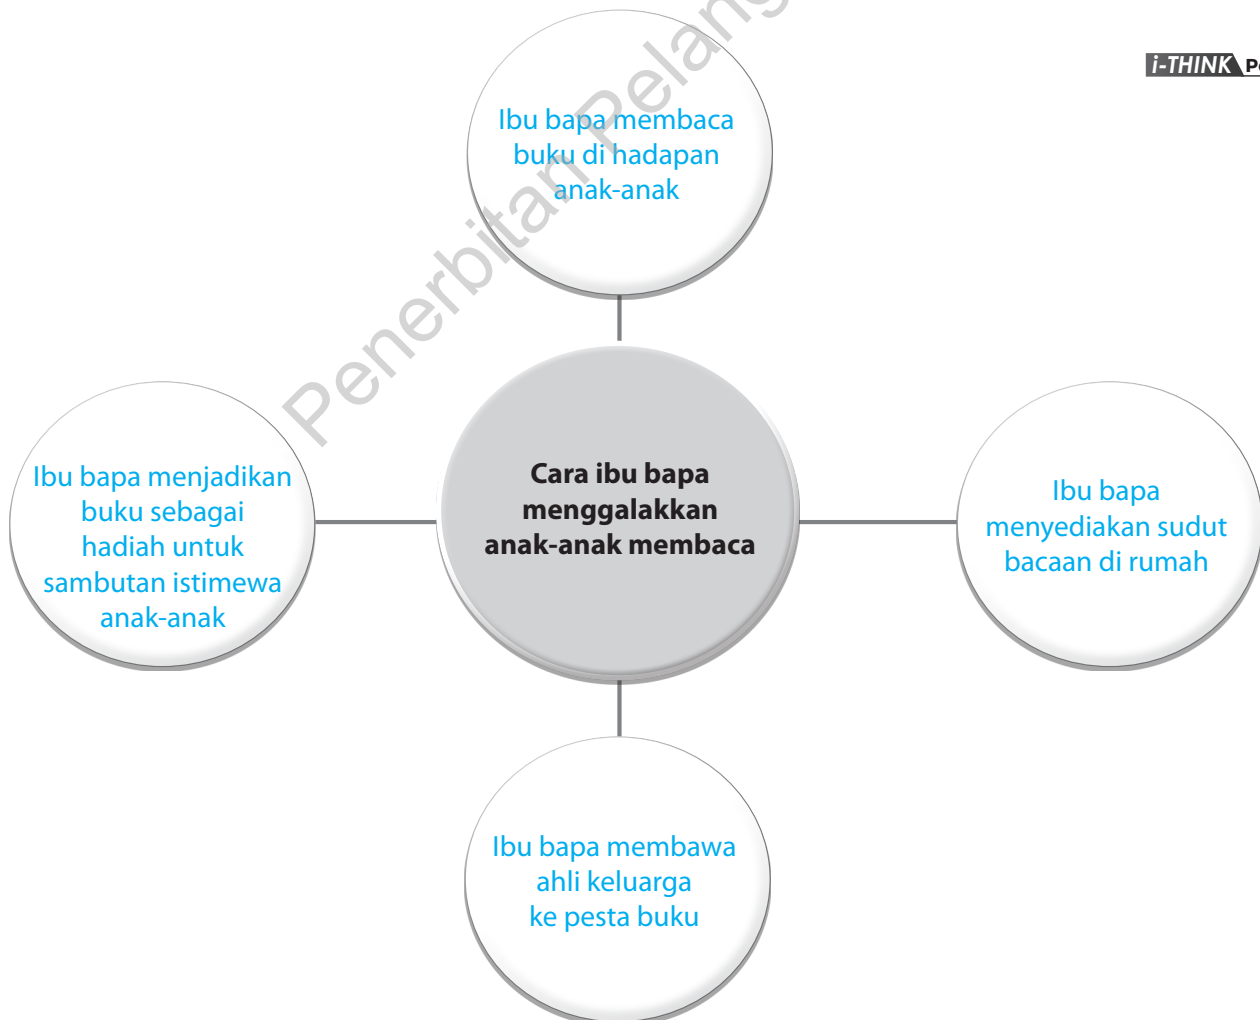 i-THINK
Ibu bapa membaca
buku di hadapan
anak-anak
Penerbitan Pelang
Ibu bapa menjadikan
buku sebagai
hadiah untuk
sambutan istimewa
anak-anak
Cara ibu bapa
menggalakkan
anak-anak membaca
Ibu bapa
menyediakan sudut
bacaan di rumah
Ibu bapa membawa
ahli keluarga
ke pesta buku